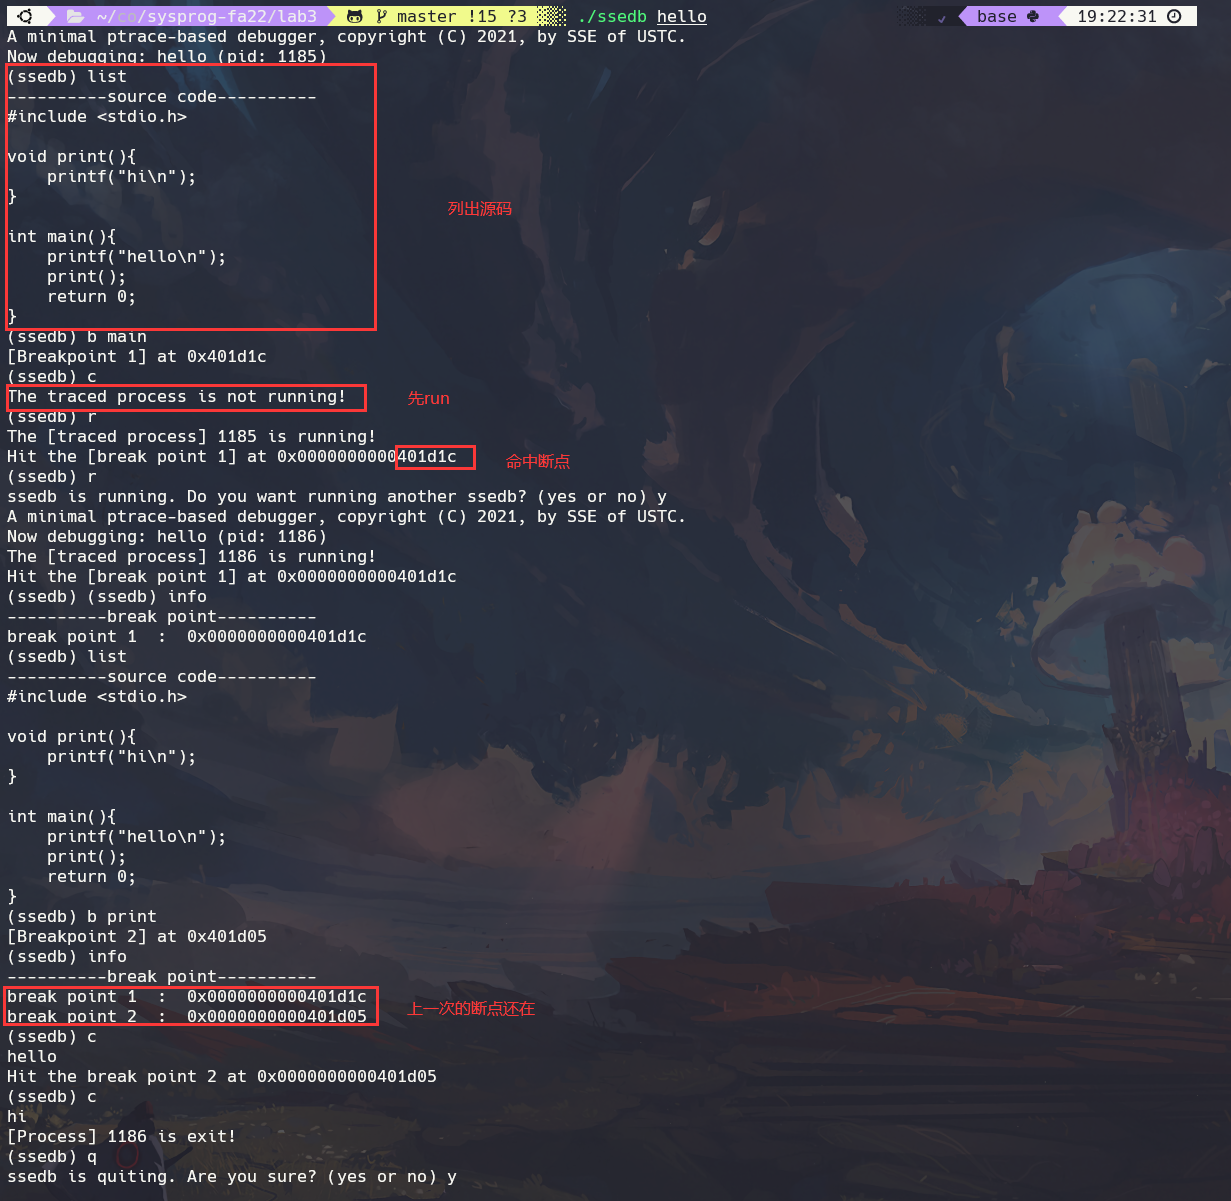 ~/co/sysprog-fa22/lab3 master !15 ?3 ./ssedb hello base 19:22:31
A minimal ptrace-based debugger, copyright (C) 2021, by SSE of USTC.
Now debugging: hello (pid: 1185)
(ssedb) list
----------source code----------
#include <stdio.h>
void print(){
    printf("hi\n");
}
列出源码
int main(){
    printf("hello\n");
    print();
    return 0;
}
(ssedb) b main
[Breakpoint 1] at 0x401d1c
(ssedb) c
The traced process is not running! 先run
(ssedb) r
The [traced process] 1185 is running!
Hit the [break point 1] at 0x0000000000401d1c 命中断点
(ssedb) r
ssedb is running. Do you want running another ssedb? (yes or no) y
A minimal ptrace-based debugger, copyright (C) 2021, by SSE of USTC.
Now debugging: hello (pid: 1186)
The [traced process] 1186 is running!
Hit the [break point 1] at 0x0000000000401d1c
(ssedb) (ssedb) info
----------break point----------
break point 1  :  0x0000000000401d1c
(ssedb) list
----------source code----------
#include <stdio.h>
void print(){
    printf("hi\n");
}
int main(){
    printf("hello\n");
    print();
    return 0;
}
(ssedb) b print
[Breakpoint 2] at 0x401d05
(ssedb) info
----------break point----------
break point 1  :  0x0000000000401d1c
上一次的断点还在
break point 2  :  0x0000000000401d05
(ssedb) c
hello
Hit the break point 2 at 0x0000000000401d05
(ssedb) c
hi
[Process] 1186 is exit!
(ssedb) q
ssedb is quiting. Are you sure? (yes or no) y